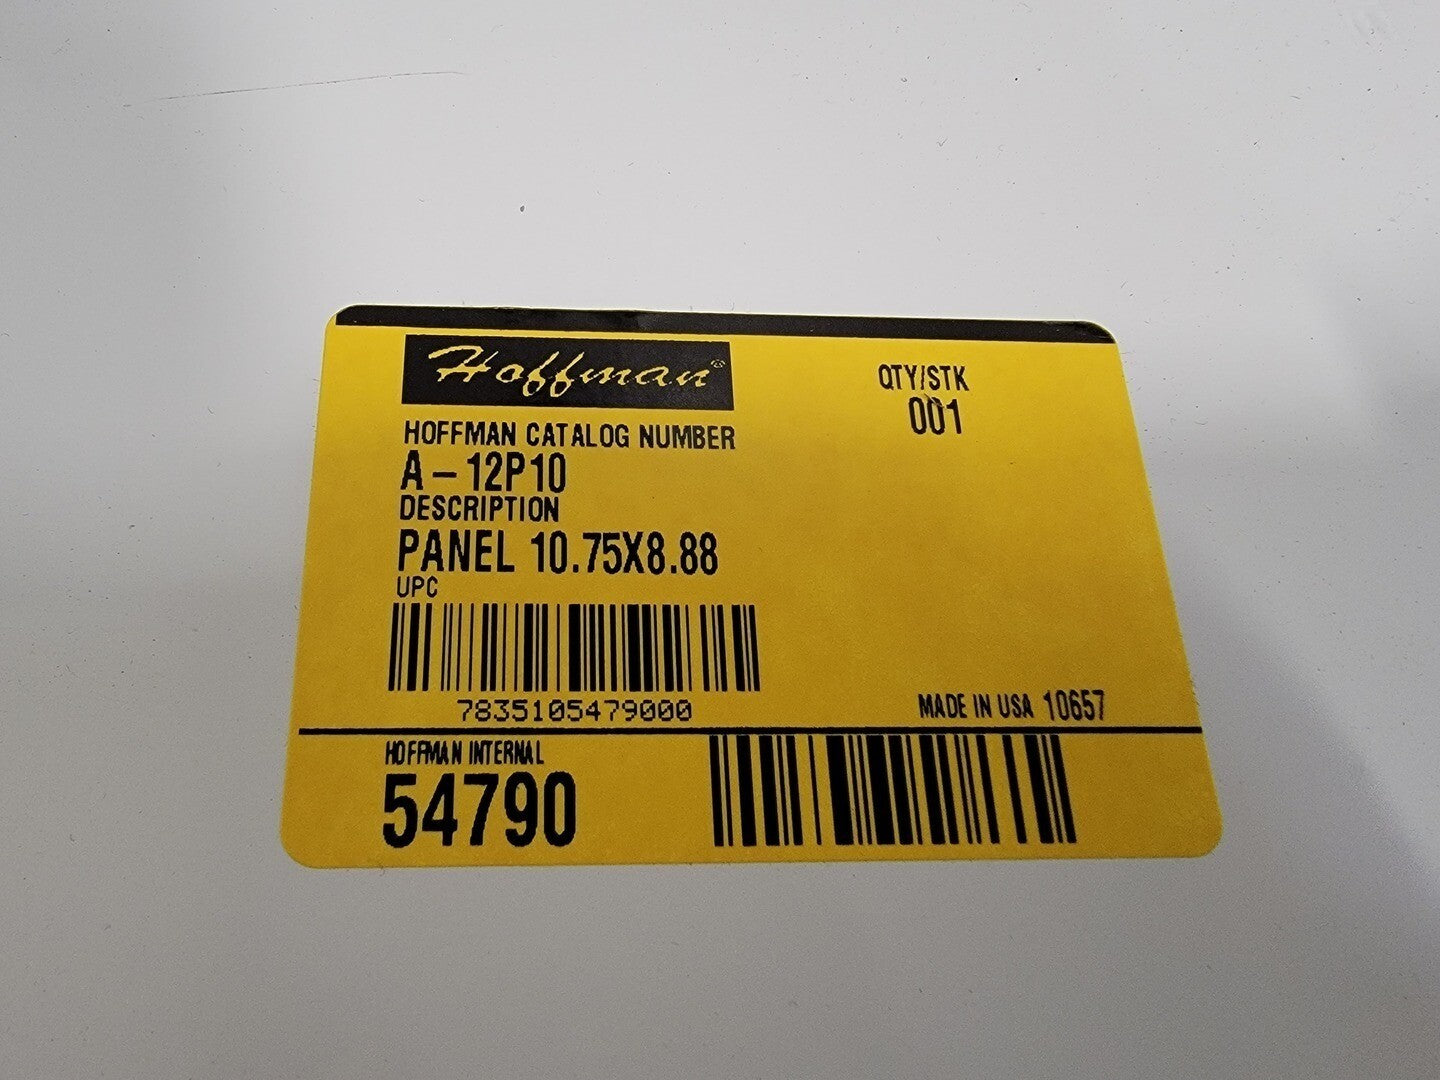 Hoffman®
QTY/STK
001
HOFFMAN CATALOG NUMBER
A-12P10
DESCRIPTION
PANEL 10.75X8.88
UPC
7835105479000
MADE IN USA 10657
HOFFMAN INTERNAL
54790